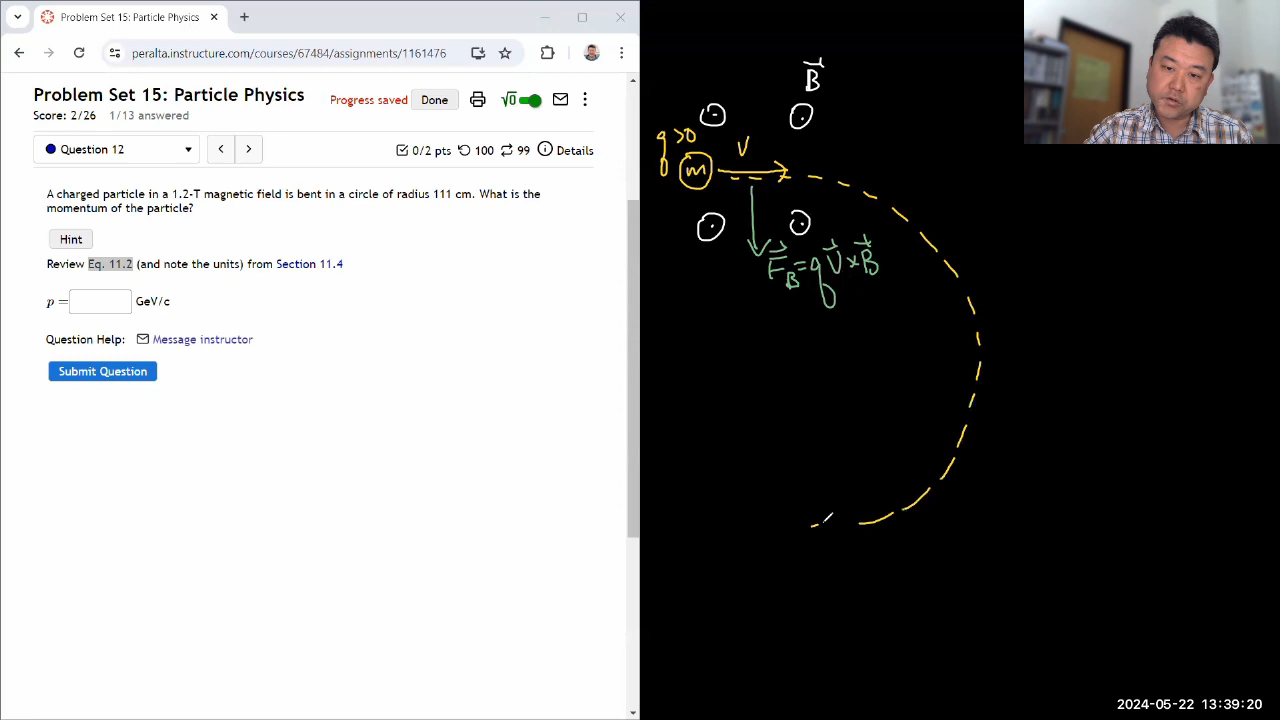 Problem Set 15: Particle Physics
peralta.instructure.com/courses/67484/assignments/1161476
Problem Set 15: Particle Physics
Progress saved
Done
√0
Score: 2/26
1/13 answered
Question 12
0/2 pts
100
99
Details
A charged particle in a 1.2-T magnetic field is bent in a circle of radius 111 cm. What is the
momentum of the particle?
Hint
Review Eq. 11.2 (and note the units) from Section 11.4
p =
GeV/c
Question Help:
Message instructor
Submit Question
B⃗
q >0
m
v
F⃗_B = q v⃗ × B⃗
2024-05-22 13:39:20